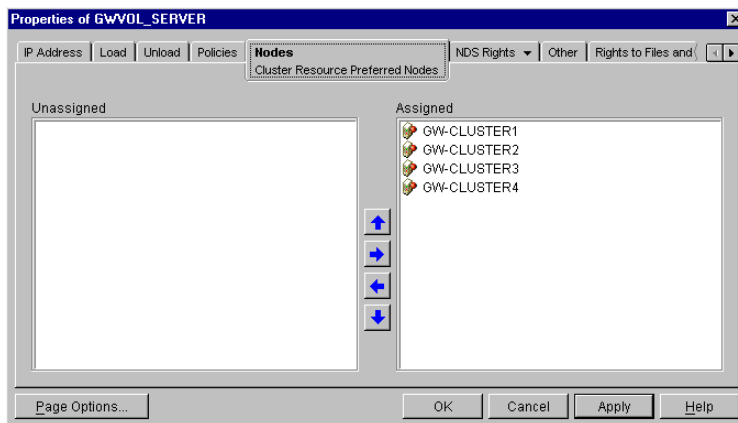 Properties of GWVOL_SERVER
IP Address Load Unload Policies Nodes NDS Rights Other Rights to Files and
Cluster Resource Preferred Nodes
Unassigned Assigned
GW-CLUSTER1
GW-CLUSTER2
GW-CLUSTER3
GW-CLUSTER4
Page Options... OK Cancel Apply Help